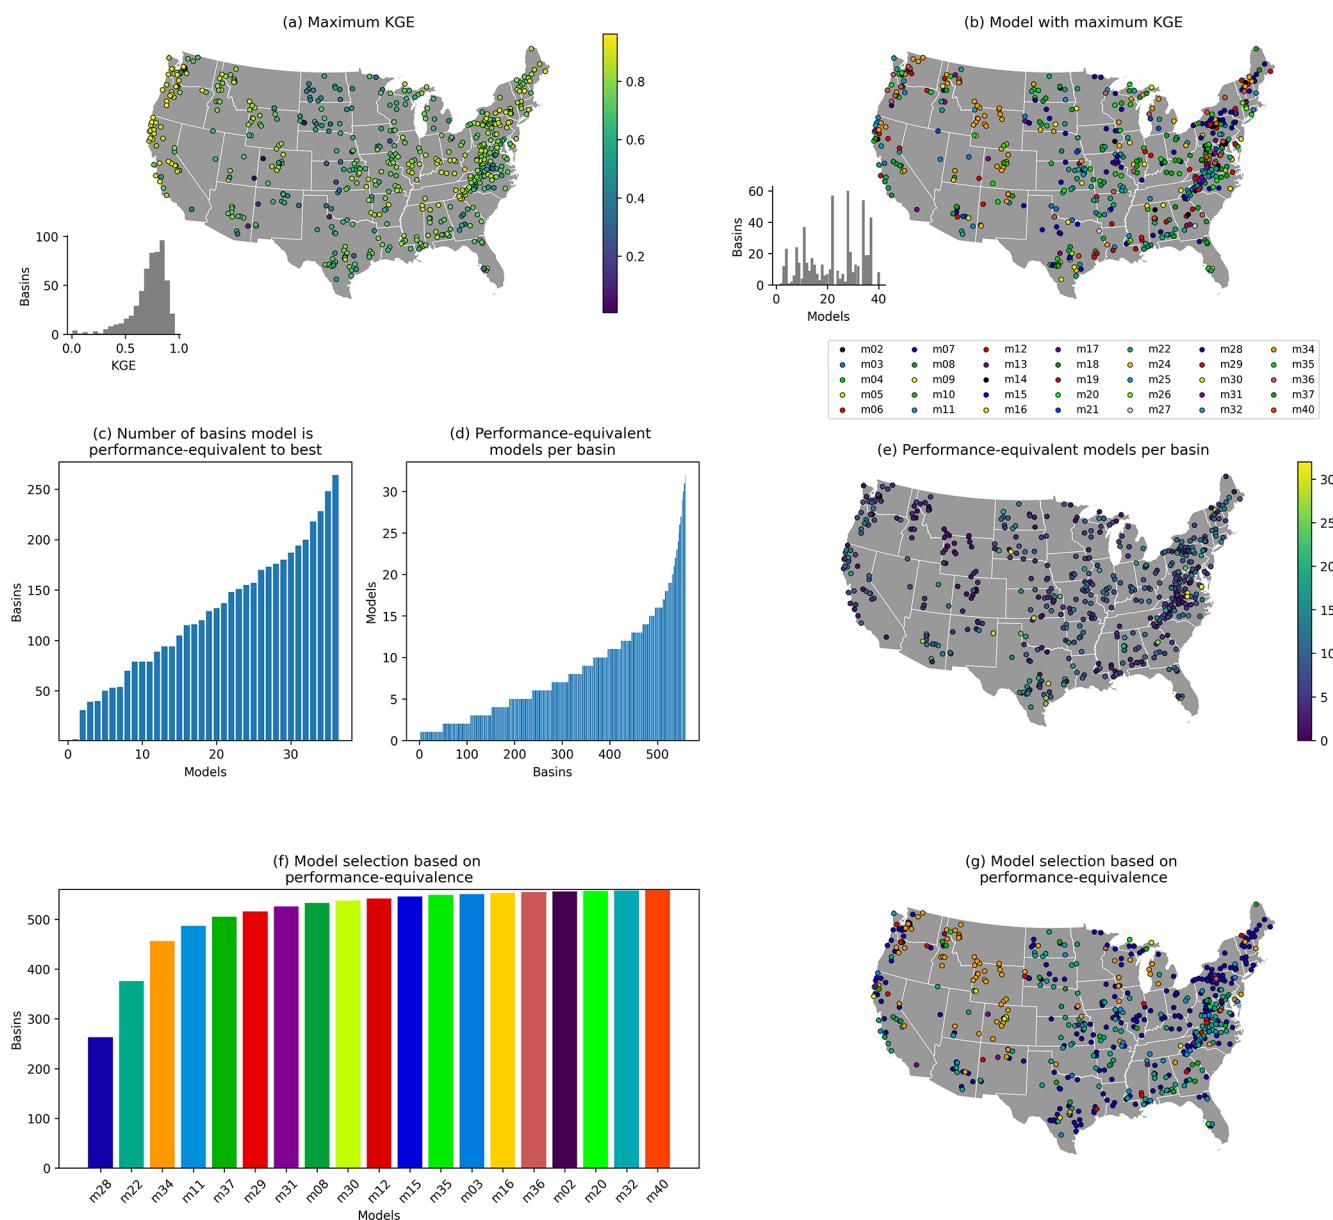 (a) Maximum KGE
(b) Model with maximum KGE
0.8
0.6
0.4
0.2
100
50
0
Basins
0.0 0.5 1.0
KGE
60
40
20
0
Basins
0 20 40
Models
m02 m07 m12 m17 m22 m28 m34
m03 m08 m13 m18 m24 m29 m35
m04 m09 m14 m19 m25 m30 m36
m05 m10 m15 m20 m26 m31 m37
m06 m11 m16 m21 m27 m32 m40
(c) Number of basins model is
performance-equivalent to best
250
200
150
100
50
Basins
0 10 20 30
Models
(d) Performance-equivalent
models per basin
30
25
20
15
10
5
0
Models
0 100 200 300 400 500
Basins
(e) Performance-equivalent models per basin
30
25
20
15
10
5
0
(f) Model selection based on
performance-equivalence
500
400
300
200
100
0
Basins
m28 m22 m34 m11 m37 m29 m31 m08 m30 m12 m15 m35 m03 m16 m36 m02 m20 m32 m40
Models
(g) Model selection based on
performance-equivalence